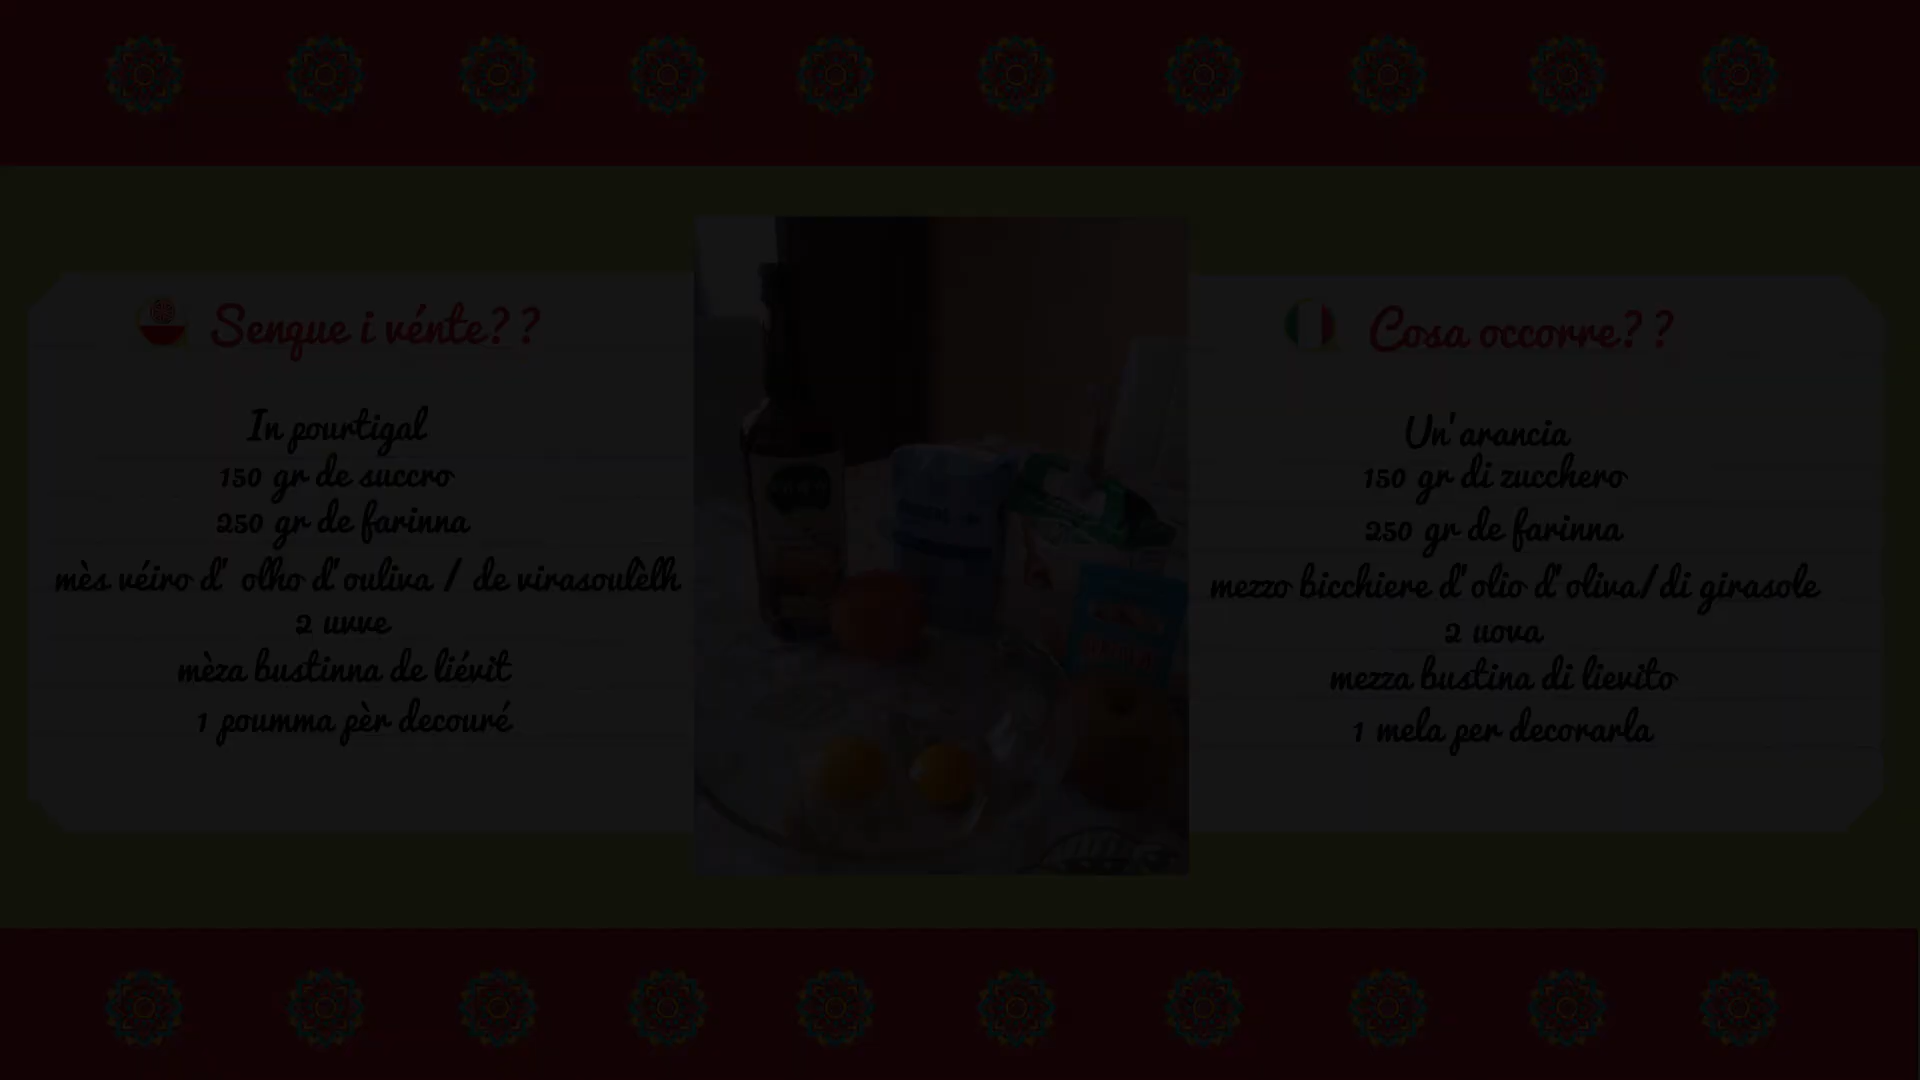 Senque i vénte??
In pourtigal
150 gr de succro
250 gr de farinna
mès véiro d' olho d'ouliva / de virasoulèlh
2 uvve
mèza bustinna de liévit
1 poumma pèr decouré
Cosa occorre??
Un'arancia
150 gr di zucchero
250 gr de farinna
mezzo bicchiere d'olio d'oliva/di girasole
2 uova
mezza bustina di lievito
1 mela per decorarla